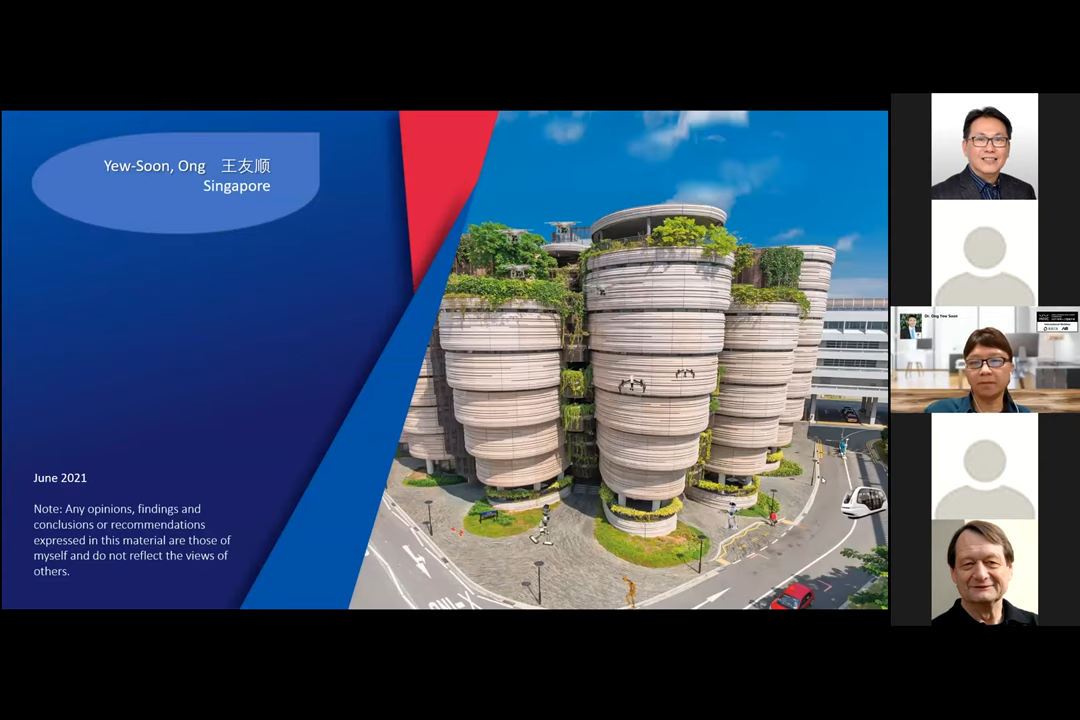 Yew-Soon, Ong 王友顺
Singapore
June 2021
Note: Any opinions, findings and
conclusions or recommendations
expressed in this material are those of
myself and do not reflect the views of
others.
Dr. Ong Yew Soon